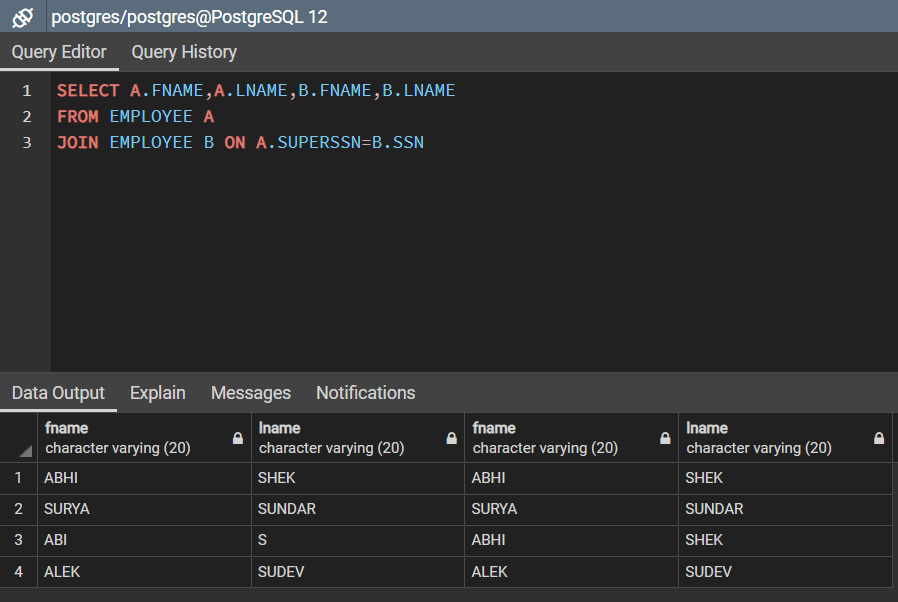 postgres/postgres@PostgreSQL 12
Query Editor Query History
1 SELECT A.FNAME,A.LNAME,B.FNAME,B.LNAME
2 FROM EMPLOYEE A
3 JOIN EMPLOYEE B ON A.SUPERSSN=B.SSN
Data Output Explain Messages Notifications
fname lname fname lname
character varying (20) character varying (20) character varying (20) character varying (20)
1 ABHI SHEK ABHI SHEK
2 SURYA SUNDAR SURYA SUNDAR
3 ABI S ABHI SHEK
4 ALEK SUDEV ALEK SUDEV